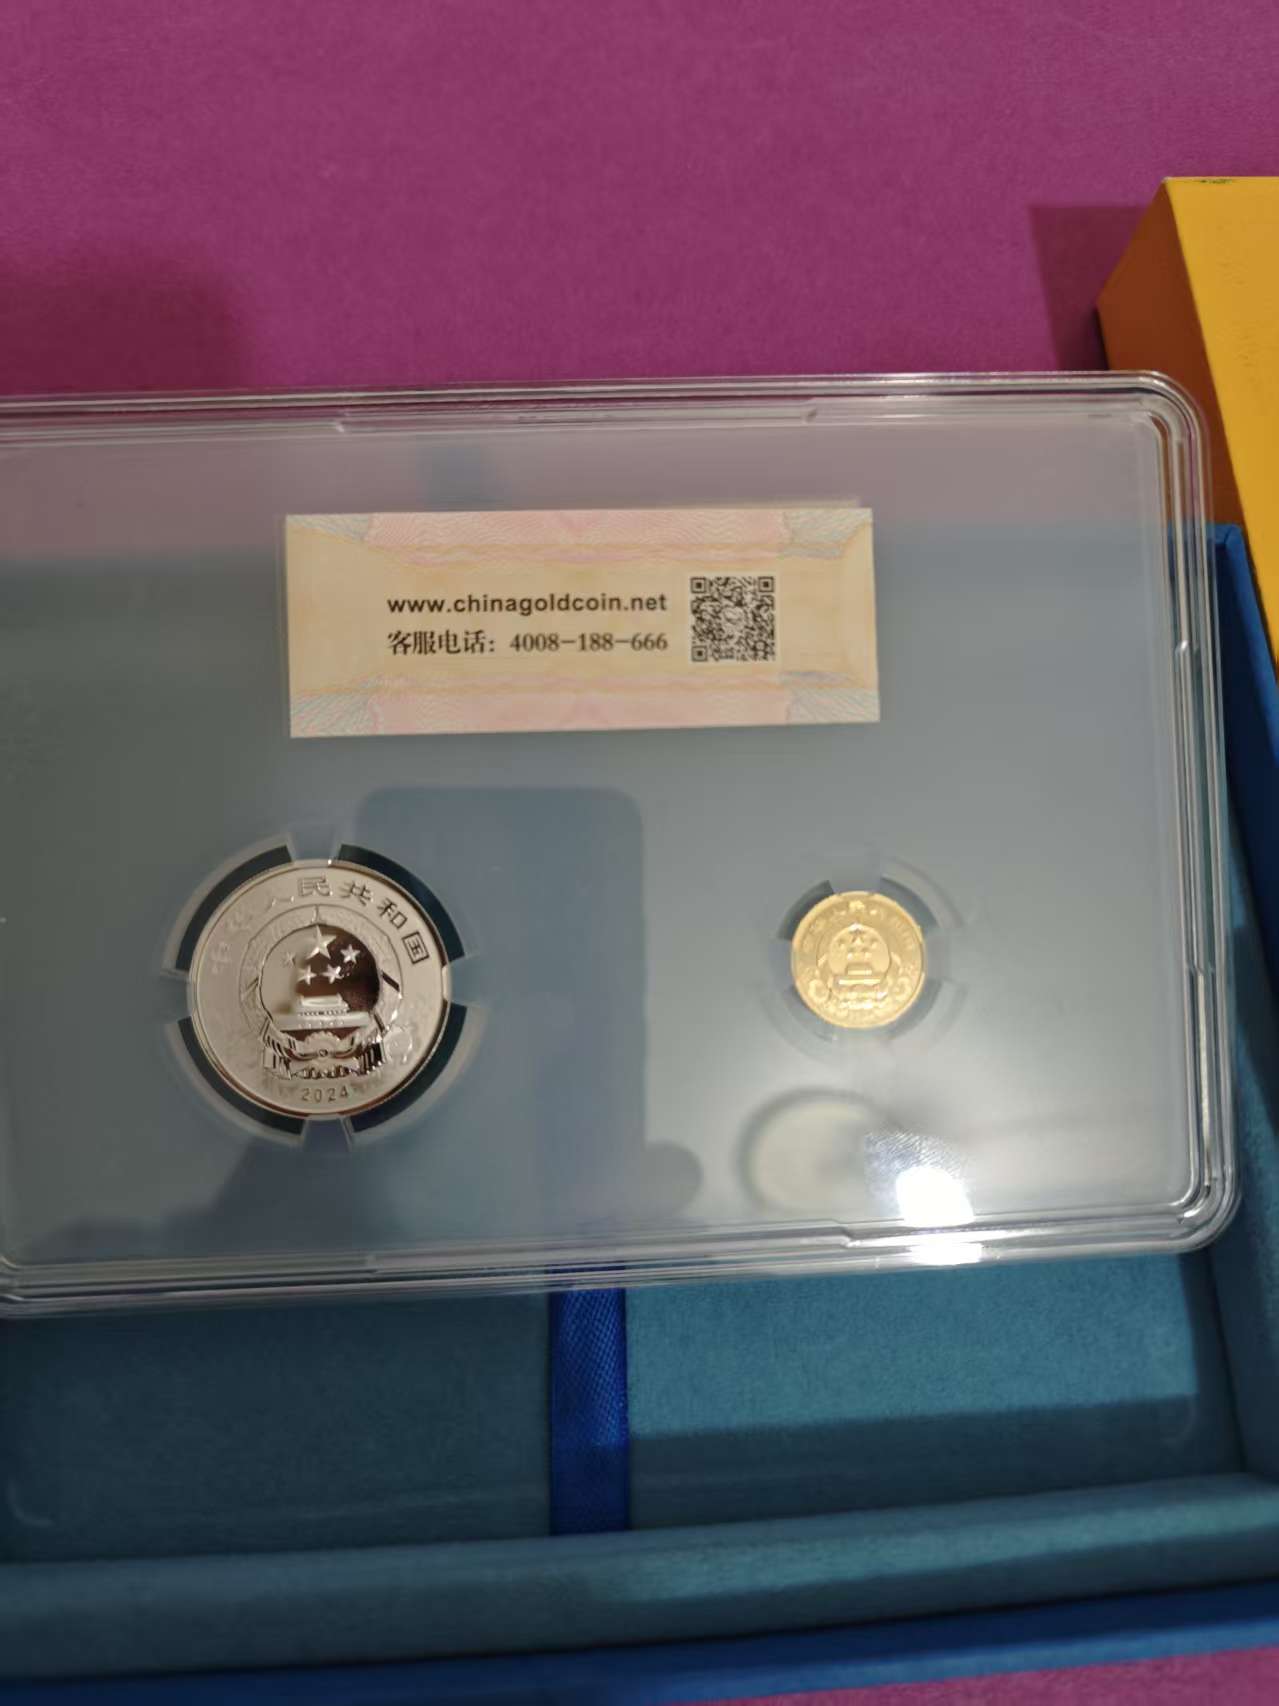 www.chinagoldcoin.net
客服电话：4008-188-666
中华人民共和国
2024